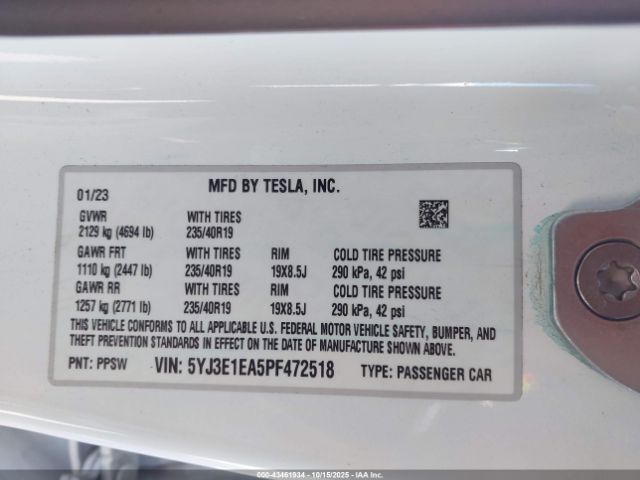 01/23 MFD BY TESLA, INC.
GVWR WITH TIRES
2129 kg (4694 lb) 235/40R19
GAWR FRT WITH TIRES RIM COLD TIRE PRESSURE
1110 kg (2447 lb) 235/40R19 19X8.5J 290 kPa, 42 psi
GAWR RR WITH TIRES RIM COLD TIRE PRESSURE
1257 kg (2771 lb) 235/40R19 19X8.5J 290 kPa, 42 psi
THIS VEHICLE CONFORMS TO ALL APPLICABLE U.S. FEDERAL MOTOR VEHICLE SAFETY, BUMPER, AND
THEFT PREVENTION STANDARDS IN EFFECT ON THE DATE OF MANUFACTURE SHOWN ABOVE.
PNT: PPSW VIN: 5YJ3E1EA5PF472518 TYPE: PASSENGER CAR
IAA - 43461934 - 10/15/2025 - IAAI.COM